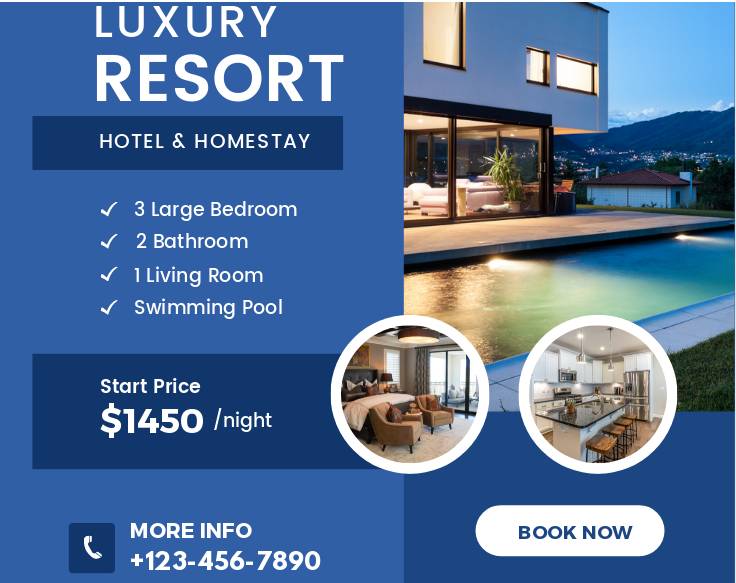 LUXURY
RESORT
HOTEL & HOMESTAY
3 Large Bedroom
2 Bathroom
1 Living Room
Swimming Pool
Start Price
$1450 /night
MORE INFO
+123-456-7890
BOOK NOW